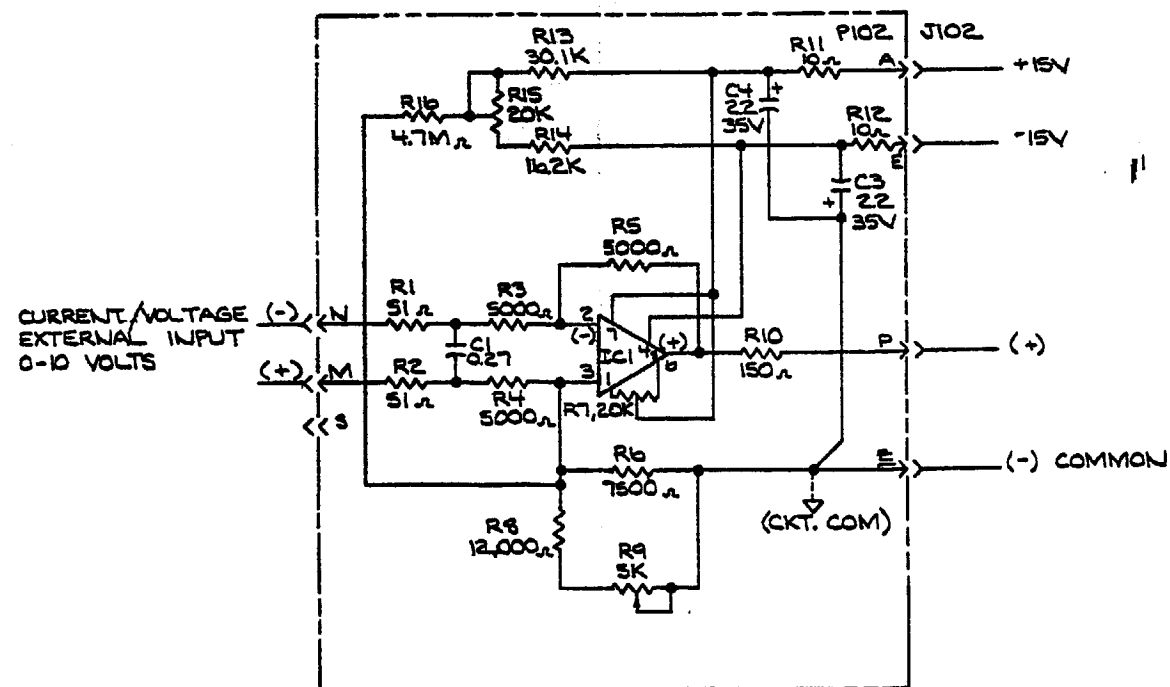 P102 J102
R13
30.1K
R11
10Ω
A
+15V
R16
4.7MΩ
R15
20K
C4
22
35V
R12
10Ω
-15V
R14
16.2K
E
C3
22
35V
+
+
R5
5000Ω
CURRENT/VOLTAGE
EXTERNAL INPUT
0-10 VOLTS
(-)
N
R1
51Ω
R3
5000Ω
2
(-)
7
4
(+)
6
IC1
C1
0.27
R10
150Ω
P
(+)
(+)
M
R2
51Ω
R4
5000Ω
3
1
R7, 20K
S
R6
7500Ω
(-) COMMON
(CKT. COM)
R8
12,000Ω
R9
5K